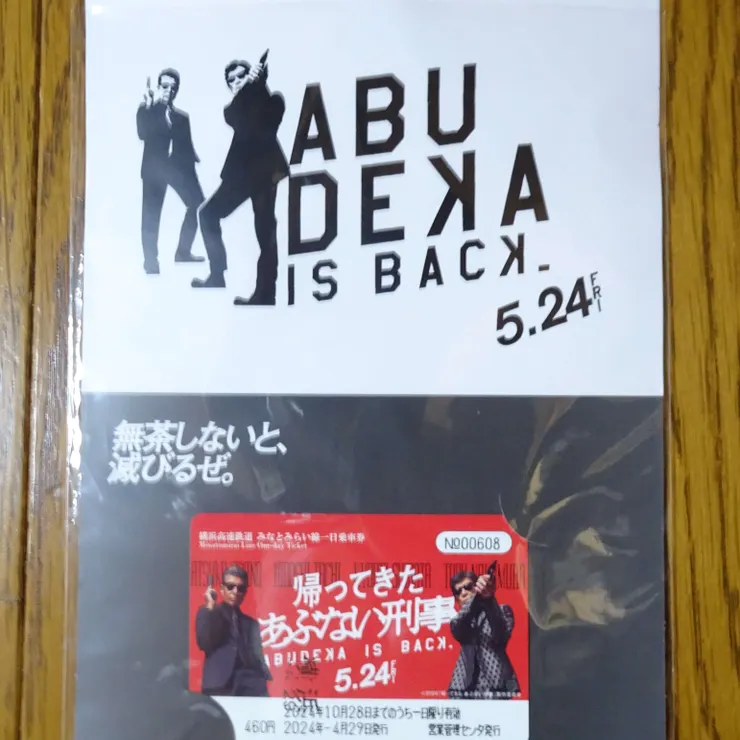 ABU
DEKA
IS BACK.
5.24 FRI
無茶しないと、
滅びるぜ。
横浜高速鉄道 みなとみらい線一日乗車券
Minatomirai Line One-day Ticket
№00608
帰ってきた
あぶない刑事
ABUDEKA IS BACK.
5.24 FRI
2024年10月28日までのうち一日限り有効
460円 2024年-4月29日発行 営業管理センタ発行